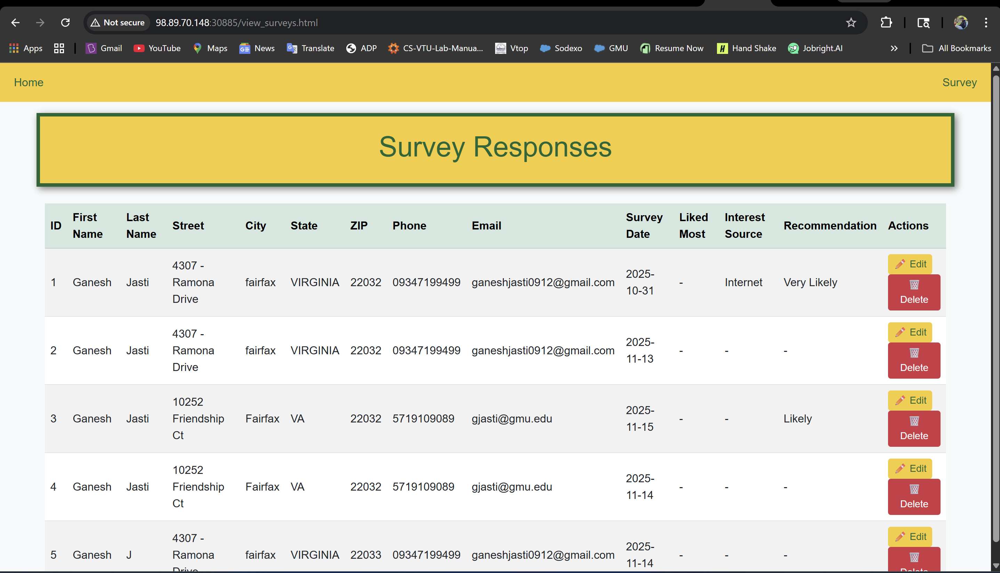 Not secure 98.89.70.148:30885/view_surveys.html
Apps Gmail YouTube Maps News Translate ADP CS-VTU-Lab-Manua... Vtop Sodexo GMU Resume Now Hand Shake Jobright.AI » All Bookmarks
Home Survey
Survey Responses
ID First Name Last Name Street City State ZIP Phone Email Survey Date Liked Most Interest Source Recommendation Actions
1 Ganesh Jasti 4307 - Ramona Drive fairfax VIRGINIA 22032 09347199499 ganeshjasti0912@gmail.com 2025-10-31 - Internet Very Likely Edit Delete
2 Ganesh Jasti 4307 - Ramona Drive fairfax VIRGINIA 22032 09347199499 ganeshjasti0912@gmail.com 2025-11-13 - - - Edit Delete
3 Ganesh Jasti 10252 Friendship Ct Fairfax VA 22032 5719109089 gjasti@gmu.edu 2025-11-15 - - Likely Edit Delete
4 Ganesh Jasti 10252 Friendship Ct Fairfax VA 22032 5719109089 gjasti@gmu.edu 2025-11-14 - - - Edit Delete
5 Ganesh J 4307 - Ramona Drive fairfax VIRGINIA 22033 09347199499 ganeshjasti0912@gmail.com 2025-11-14 - - - Edit Delete